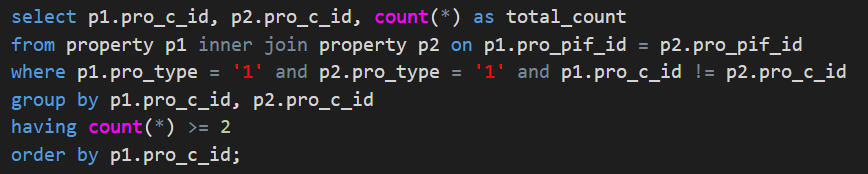 select p1.pro_c_id, p2.pro_c_id, count(*) as total_count
from property p1 inner join property p2 on p1.pro_pif_id = p2.pro_pif_id
where p1.pro_type = '1' and p2.pro_type = '1' and p1.pro_c_id != p2.pro_c_id
group by p1.pro_c_id, p2.pro_c_id
having count(*) >= 2
order by p1.pro_c_id;